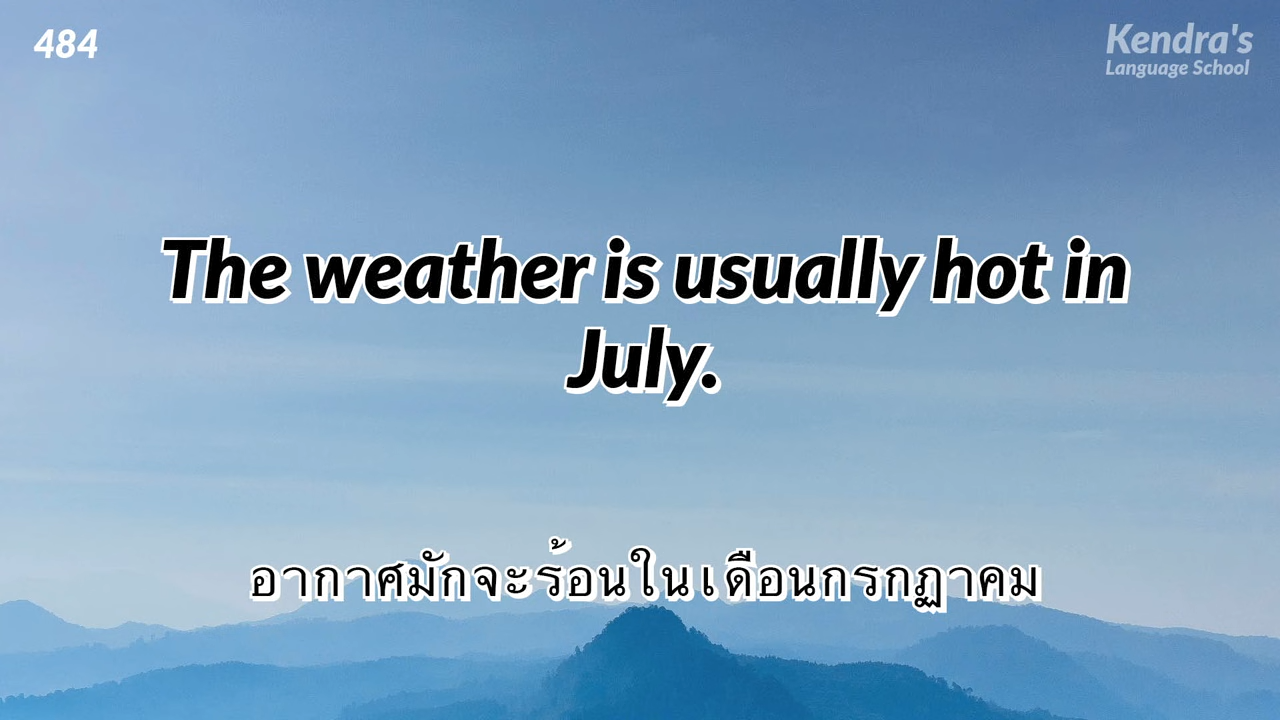 484
Kendra's
Language School
The weather is usually hot in
July.
อากาศมักจะร้อนในเดือนกรกฏาคม